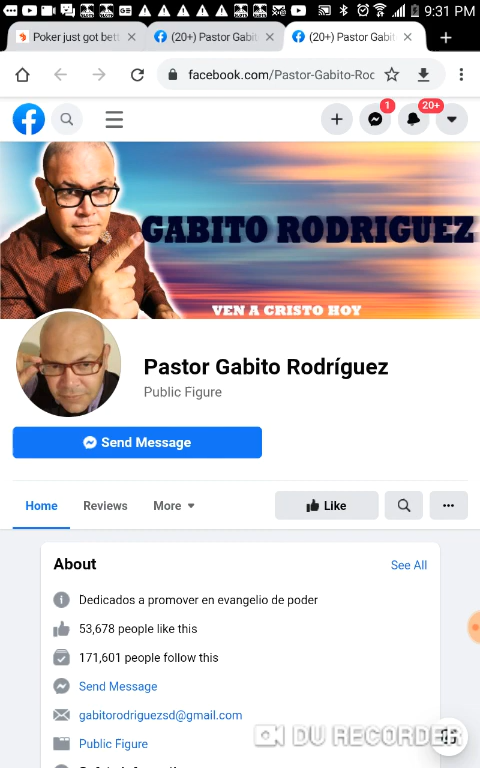 9:31 PM
Poker just got bett
(20+) Pastor Gabit
(20+) Pastor Gabit
facebook.com/Pastor-Gabito-Roc
1
20+
GABITO RODRIGUEZ
VEN A CRISTO HOY
Pastor Gabito Rodríguez
Public Figure
Send Message
Home Reviews More
Like
About See All
Dedicados a promover en evangelio de poder
53,678 people like this
171,601 people follow this
Send Message
gabitorodriguezsd@gmail.com
Public Figure
DU RECORDER